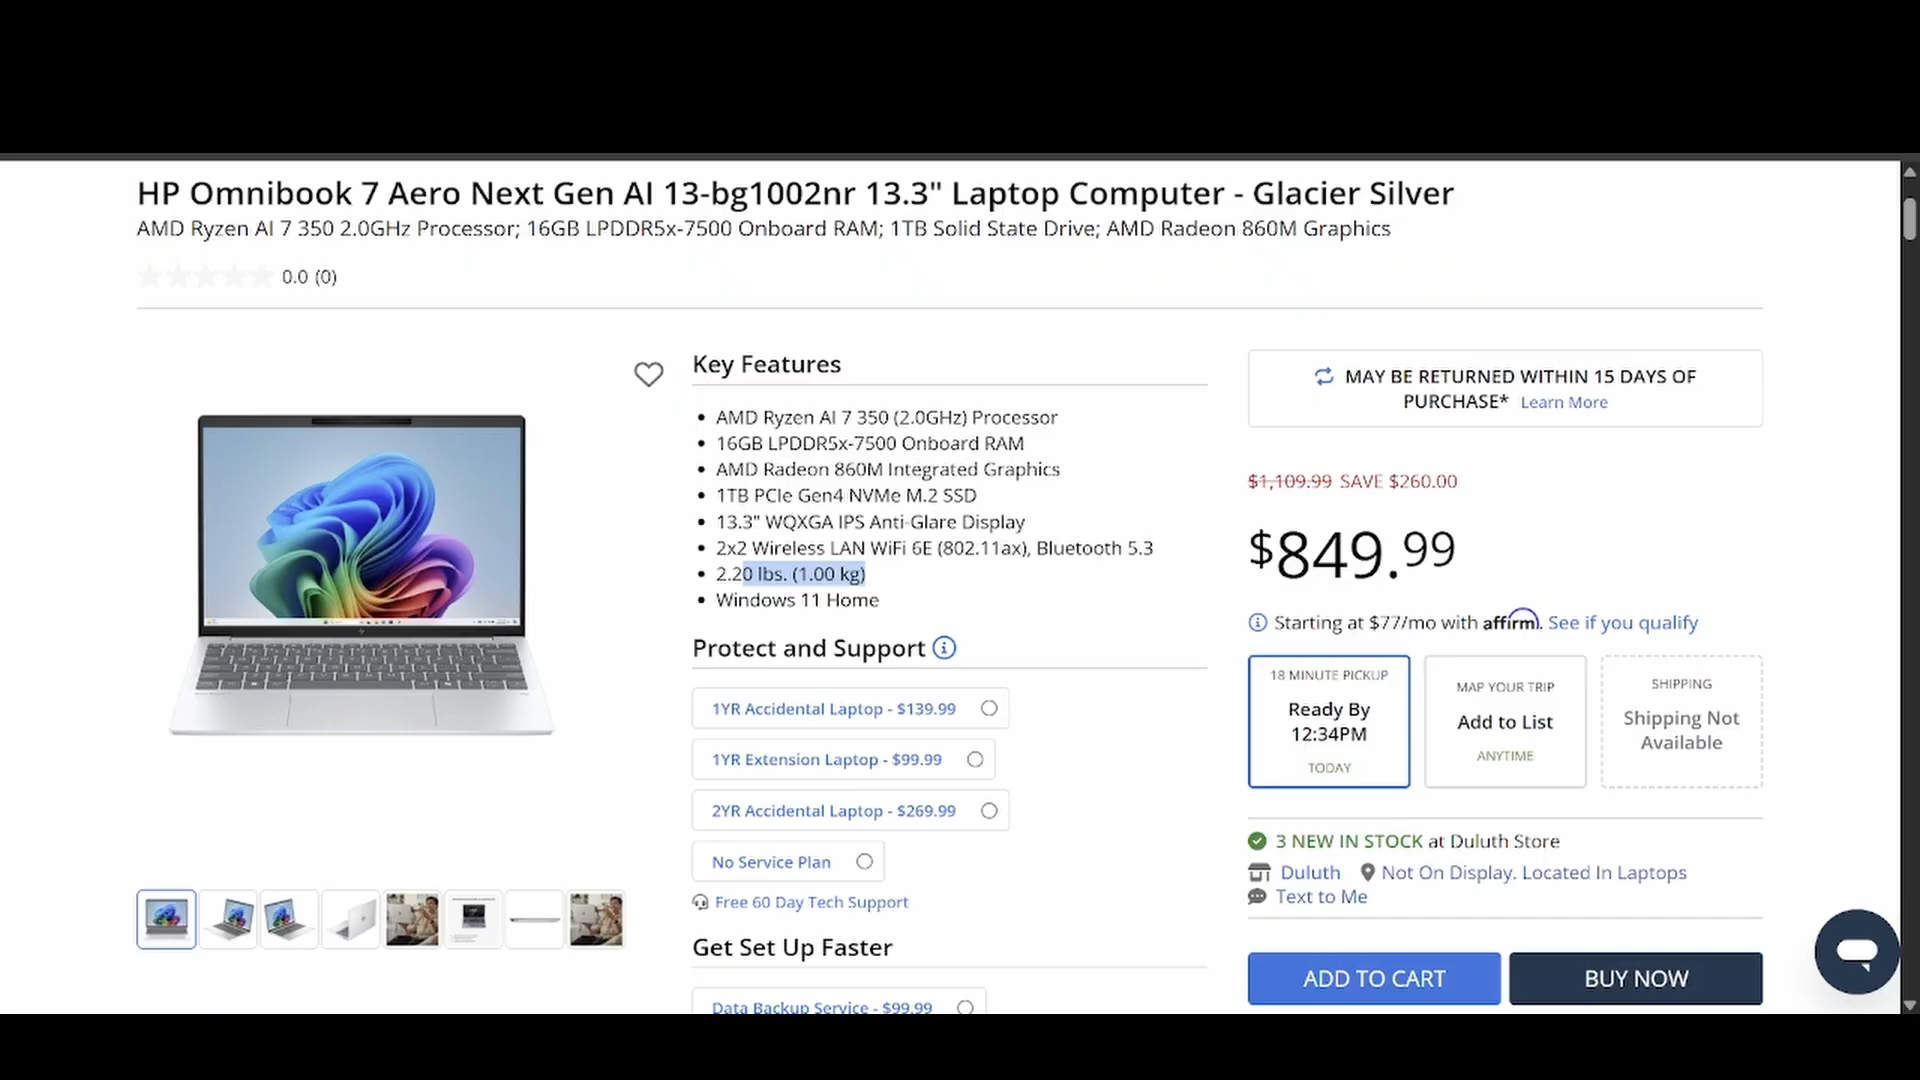 HP Omnibook 7 Aero Next Gen AI 13-bg1002nr 13.3" Laptop Computer - Glacier Silver
AMD Ryzen AI 7 350 2.0GHz Processor; 16GB LPDDR5x-7500 Onboard RAM; 1TB Solid State Drive; AMD Radeon 860M Graphics
0.0 (0)
Key Features
AMD Ryzen AI 7 350 (2.0GHz) Processor
16GB LPDDR5x-7500 Onboard RAM
AMD Radeon 860M Integrated Graphics
1TB PCIe Gen4 NVMe M.2 SSD
13.3" WQXGA IPS Anti-Glare Display
2x2 Wireless LAN WiFi 6E (802.11ax), Bluetooth 5.3
2.20 lbs. (1.00 kg)
Windows 11 Home
Protect and Support
1YR Accidental Laptop - $139.99
1YR Extension Laptop - $99.99
2YR Accidental Laptop - $269.99
No Service Plan
Free 60 Day Tech Support
Get Set Up Faster
Data Backup Service - $99.99
MAY BE RETURNED WITHIN 15 DAYS OF
PURCHASE* Learn More
$1,109.99 SAVE $260.00
$849.99
Starting at $77/mo with affirm. See if you qualify
18 MINUTE PICKUP
Ready By
12:34PM
TODAY
MAP YOUR TRIP
Add to List
ANYTIME
SHIPPING
Shipping Not
Available
3 NEW IN STOCK at Duluth Store
Duluth Not On Display. Located In Laptops
Text to Me
ADD TO CART
BUY NOW